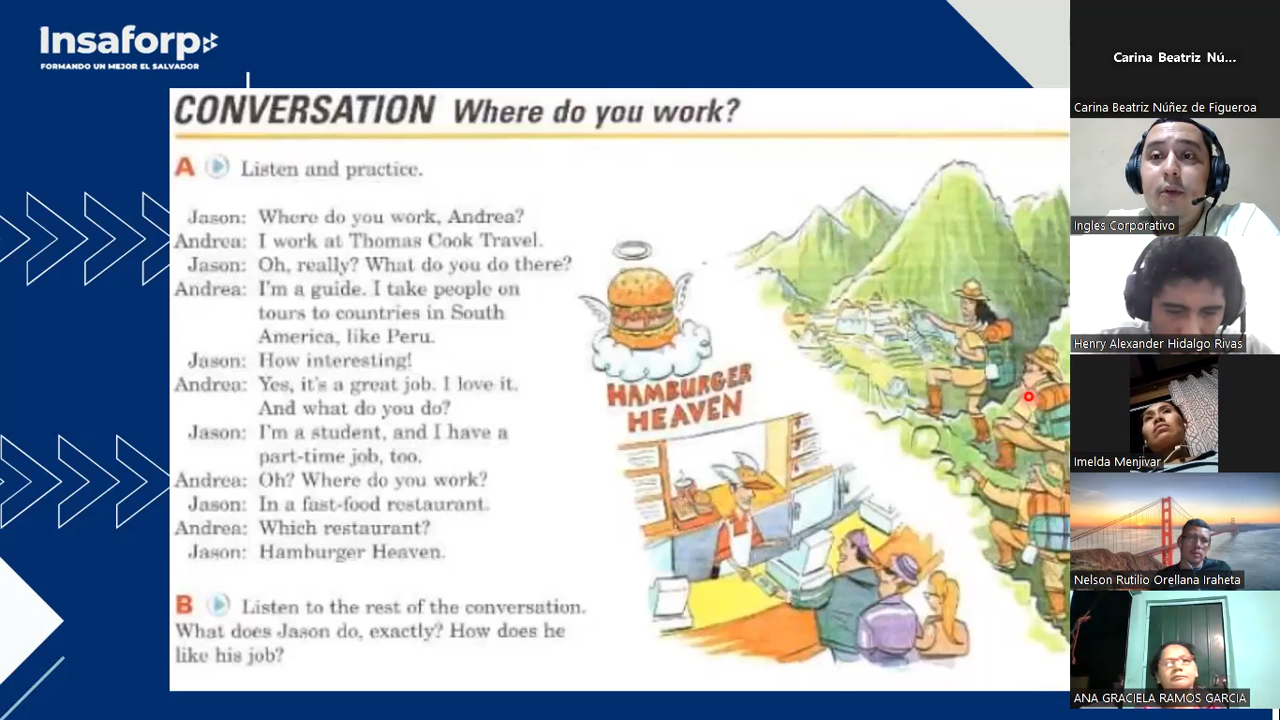 Insaforp
FORMANDO UN MEJOR EL SALVADOR
CONVERSATION Where do you work?
A Listen and practice.
Jason: Where do you work, Andrea?
Andrea: I work at Thomas Cook Travel.
Jason: Oh, really? What do you do there?
Andrea: I'm a guide. I take people on
tours to countries in South
America, like Peru.
Jason: How interesting!
Andrea: Yes, it's a great job. I love it.
And what do you do?
Jason: I'm a student, and I have a
part-time job, too.
Andrea: Oh? Where do you work?
Jason: In a fast-food restaurant.
Andrea: Which restaurant?
Jason: Hamburger Heaven.
B Listen to the rest of the conversation.
What does Jason do, exactly? How does he
like his job?
HAMBURGER
HEAVEN
Carina Beatriz Nú...
Carina Beatriz Núñez de Figueroa
Ingles Corporativo
Henry Alexander Hidalgo Rivas
Imelda Menjivar
Nelson Rutilio Orellana Iraheta
ANA GRACIELA RAMOS GARCIA